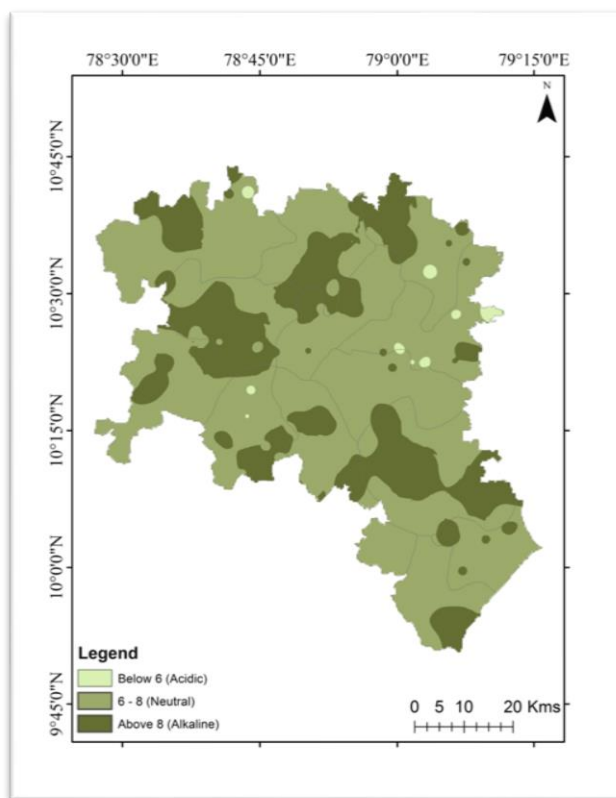 78°30'0"E 78°45'0"E 79°0'0"E 79°15'0"E
N
10°45'0"N
10°30'0"N
10°15'0"N
10°0'0"N
9°45'0"N
Legend
Below 6 (Acidic)
6 - 8 (Neutral)
Above 8 (Alkaline)
0 5 10 20 Kms